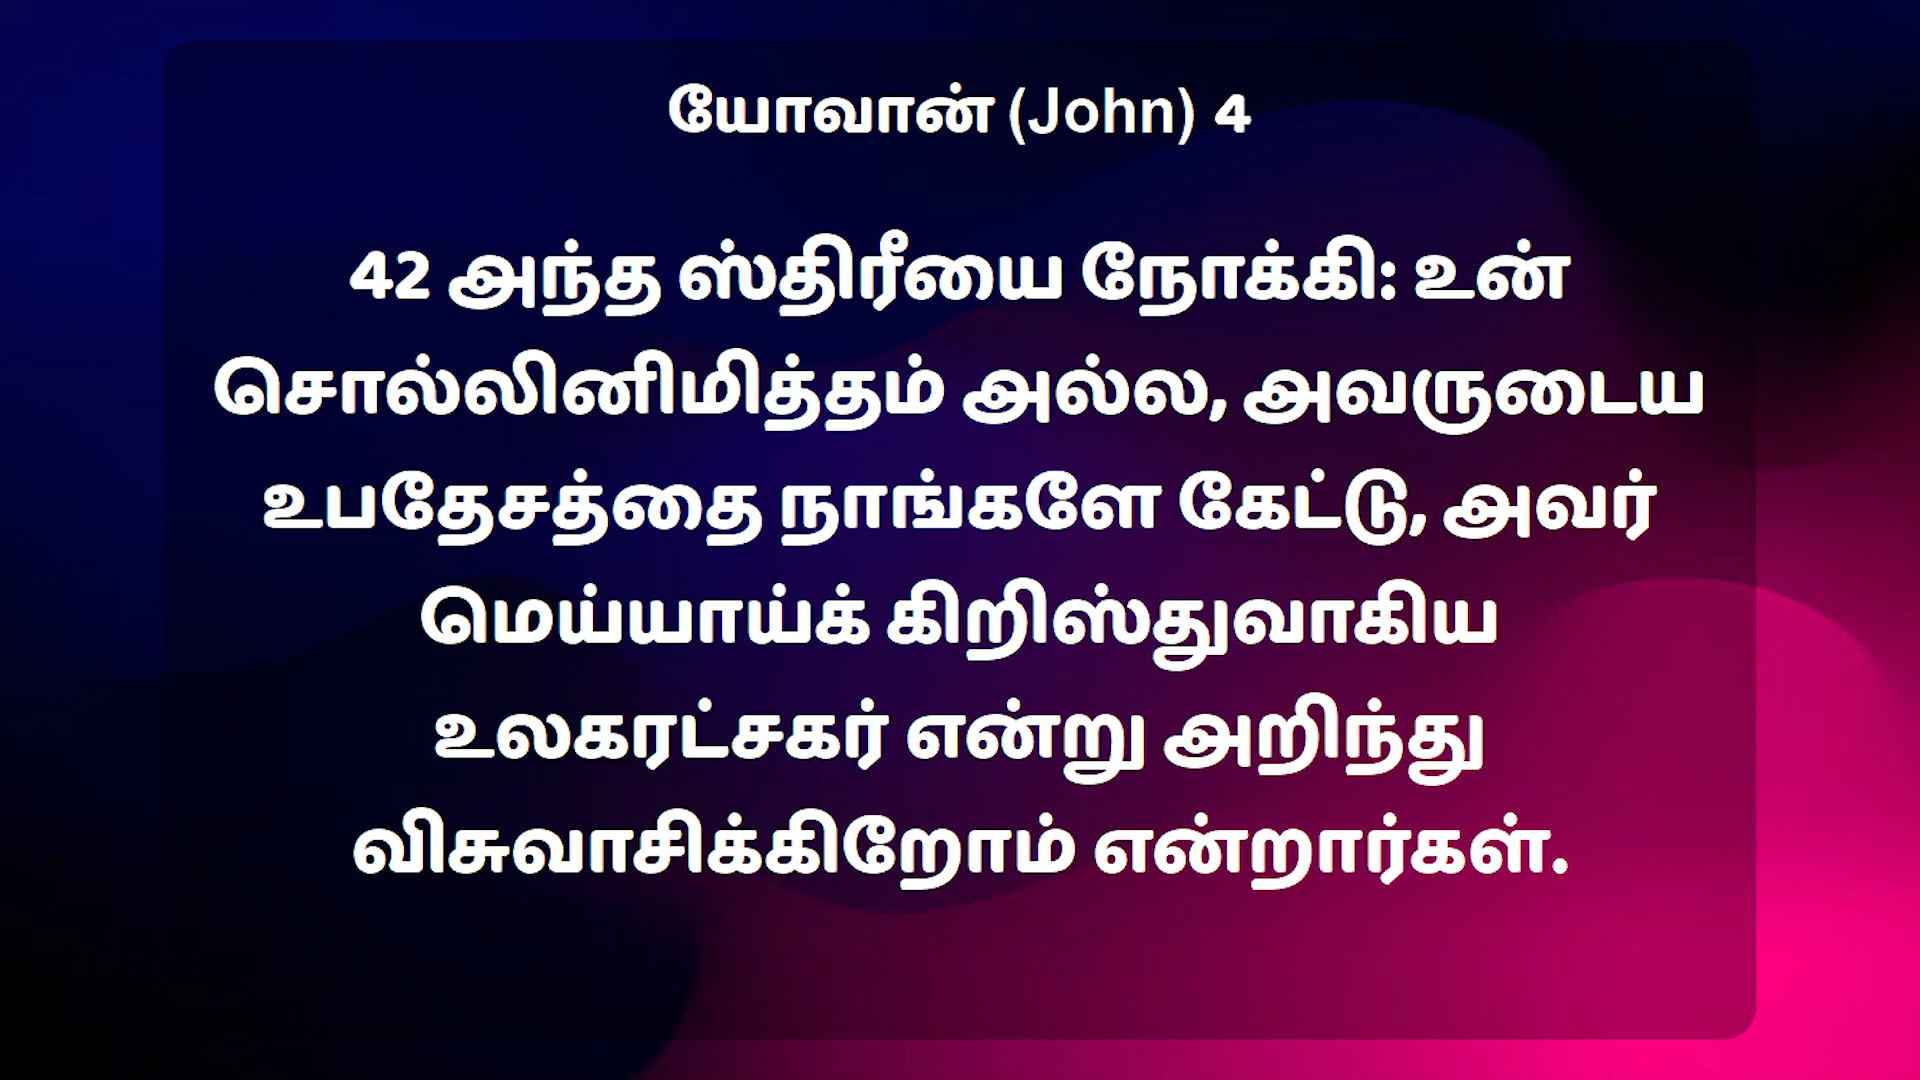 யோவான் (John) 4
42 அந்த ஸ்திரீயை நோக்கி: உன்
சொல்லினிமித்தம் அல்ல, அவருடைய
உபதேசத்தை நாங்களே கேட்டு, அவர்
மெய்யாய்க் கிறிஸ்துவாகிய
உலகரட்சகர் என்று அறிந்து
விசுவாசிக்கிறோம் என்றார்கள்.